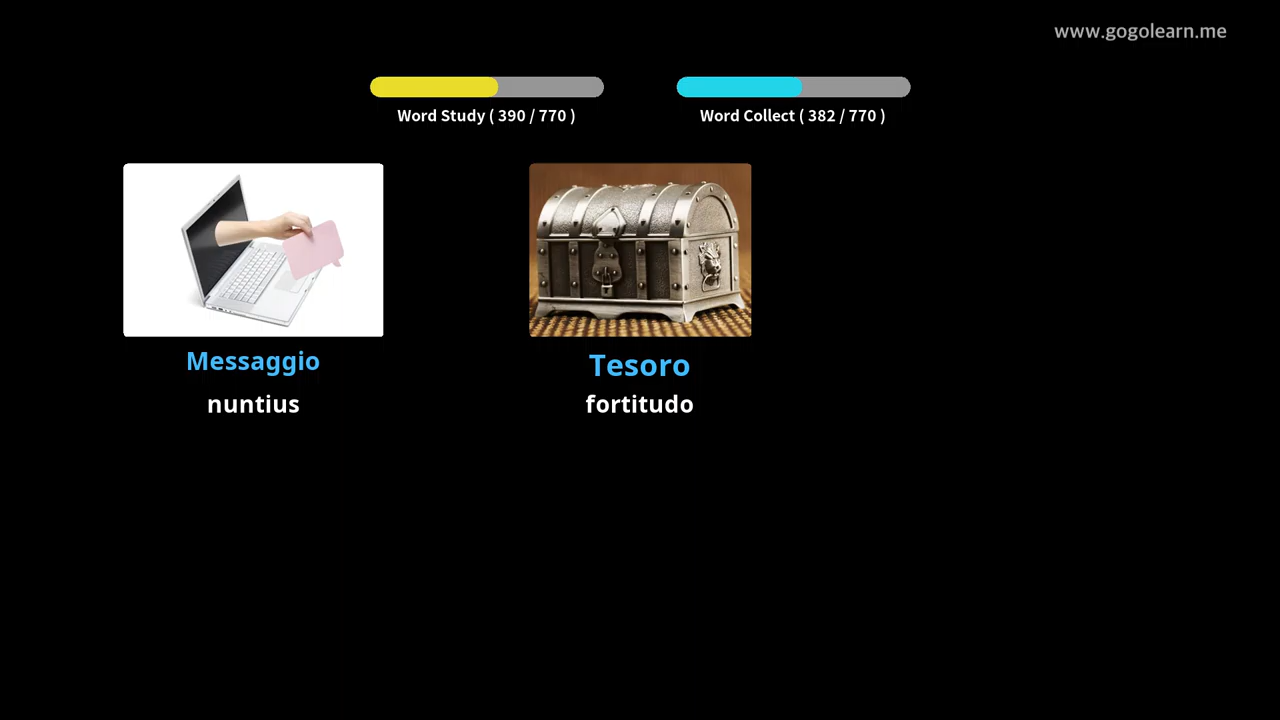 www.gogolearn.me
Word Study ( 390 / 770 )
Word Collect ( 382 / 770 )
Messaggio
nuntius
Tesoro
fortitudo